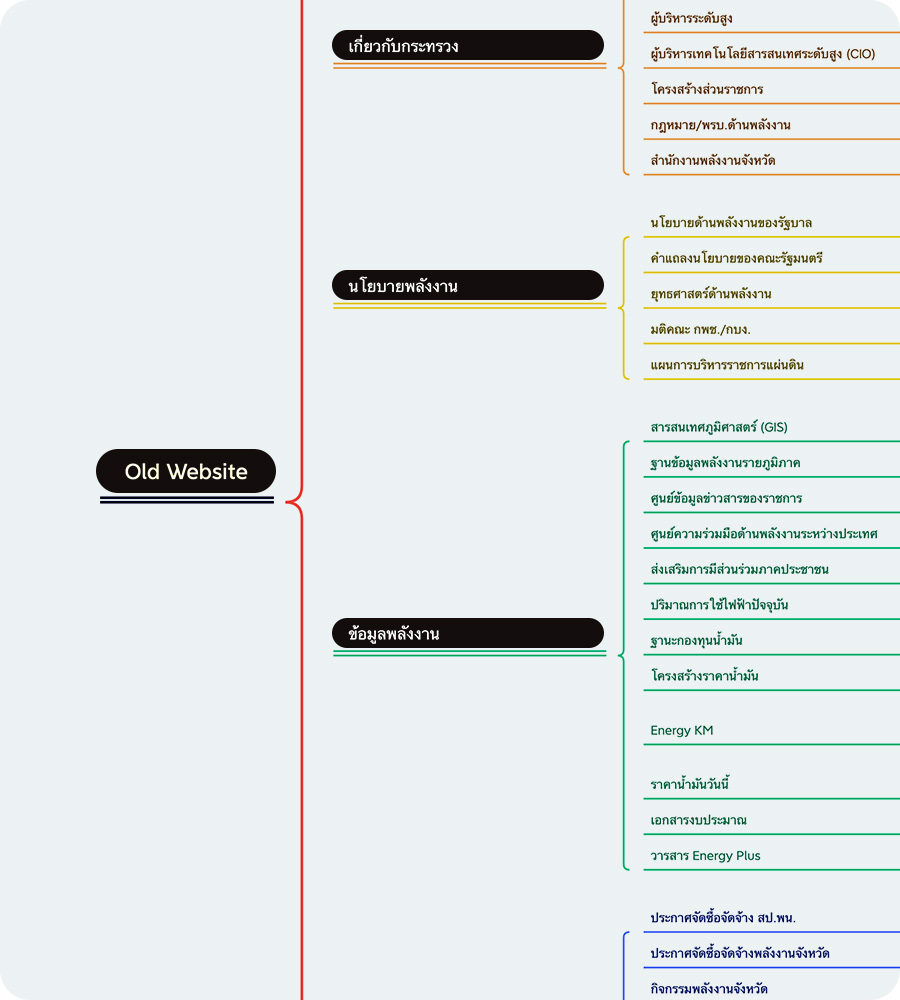 Old Website
เกี่ยวกับกระทรวง
ผู้บริหารระดับสูง
ผู้บริหารเทคโนโลยีสารสนเทศระดับสูง (CIO)
โครงสร้างส่วนราชการ
กฎหมาย/พรบ.ด้านพลังงาน
สำนักงานพลังงานจังหวัด
นโยบายพลังงาน
นโยบายด้านพลังงานของรัฐบาล
คำแถลงนโยบายของคณะรัฐมนตรี
ยุทธศาสตร์ด้านพลังงาน
มติคณะ กพช./กบง.
แผนการบริหารราชการแผ่นดิน
ข้อมูลพลังงาน
สารสนเทศภูมิศาสตร์ (GIS)
ฐานข้อมูลพลังงานรายภูมิภาค
ศูนย์ข้อมูลข่าวสารของราชการ
ศูนย์ความร่วมมือด้านพลังงานระหว่างประเทศ
ส่งเสริมการมีส่วนร่วมภาคประชาชน
ปริมาณการใช้ไฟฟ้าปัจจุบัน
ฐานะกองทุนน้ำมัน
โครงสร้างราคาน้ำมัน
Energy KM
ราคาน้ำมันวันนี้
เอกสารงบประมาณ
วารสาร Energy Plus
ประกาศจัดซื้อจัดจ้าง สป.พน.
ประกาศจัดซื้อจัดจ้างพลังงานจังหวัด
กิจกรรมพลังงานจังหวัด